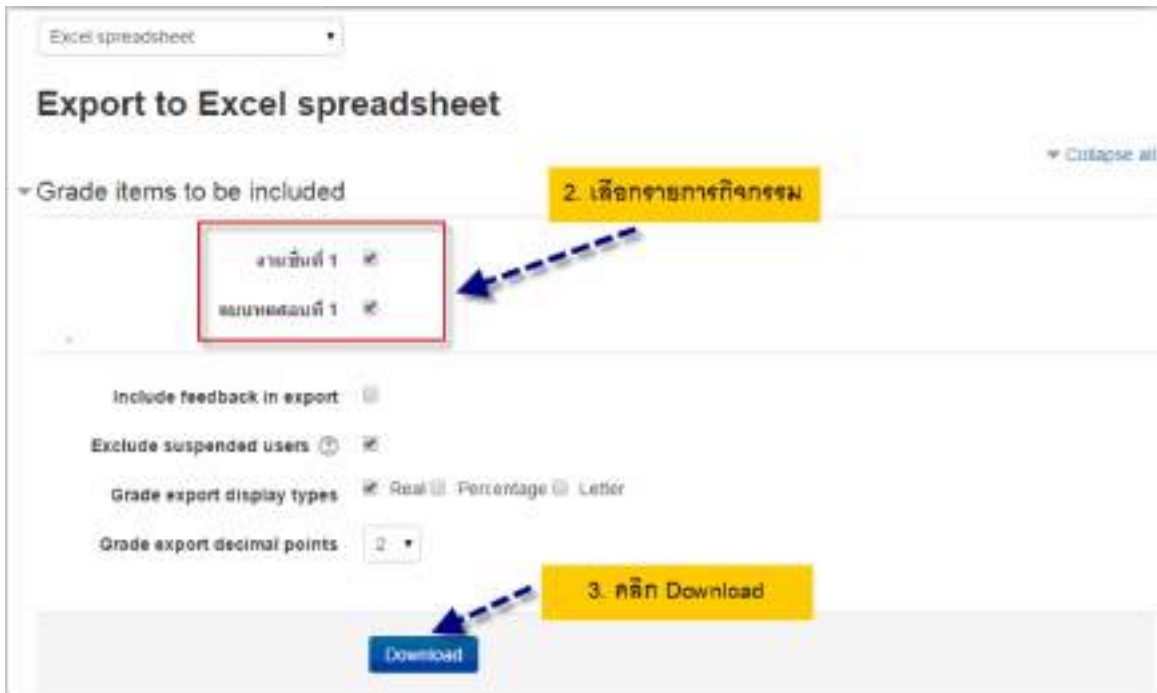 Excel spreadsheet
Export to Excel spreadsheet
Collapse all
Grade items to be included
2. เลือกรายการกิจกรรม
งานชิ้นที่ 1
แบบทดสอบที่ 1
Include feedback in export
Exclude suspended users
Grade export display types Real Percentage Letter
Grade export decimal points 2
3. คลิก Download
Download